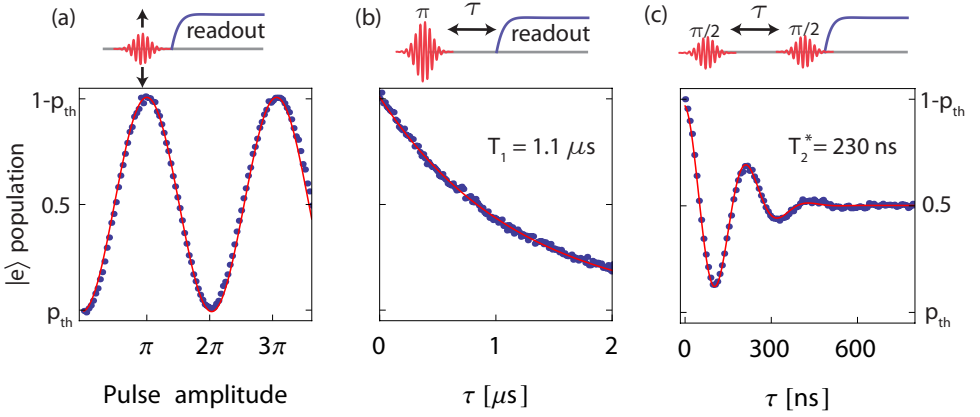 (a)
readout
1-p_th
0.5
p_th
|e⟩ population
π 2π 3π
Pulse amplitude
(b)
π
τ
readout
T_1 = 1.1 μs
0 1 2
τ [μs]
(c)
π/2 τ π/2
1-p_th
T_2^* = 230 ns
0.5
p_th
0 300 600
τ [ns]